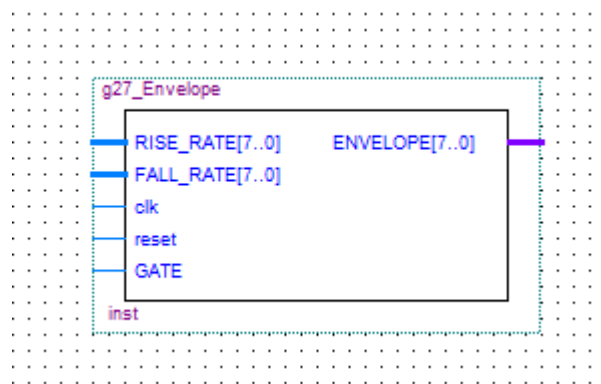 g27_Envelope
RISE_RATE[7..0] ENVELOPE[7..0]
FALL_RATE[7..0]
clk
reset
GATE
inst